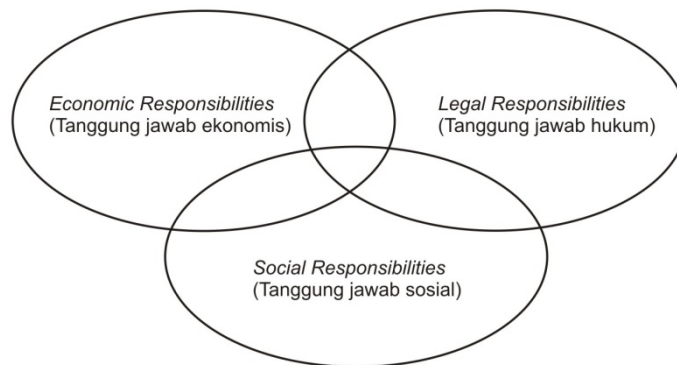 Economic Responsibilities
(Tanggung jawab ekonomis)
Legal Responsibilities
(Tanggung jawab hukum)
Social Responsibilities
(Tanggung jawab sosial)